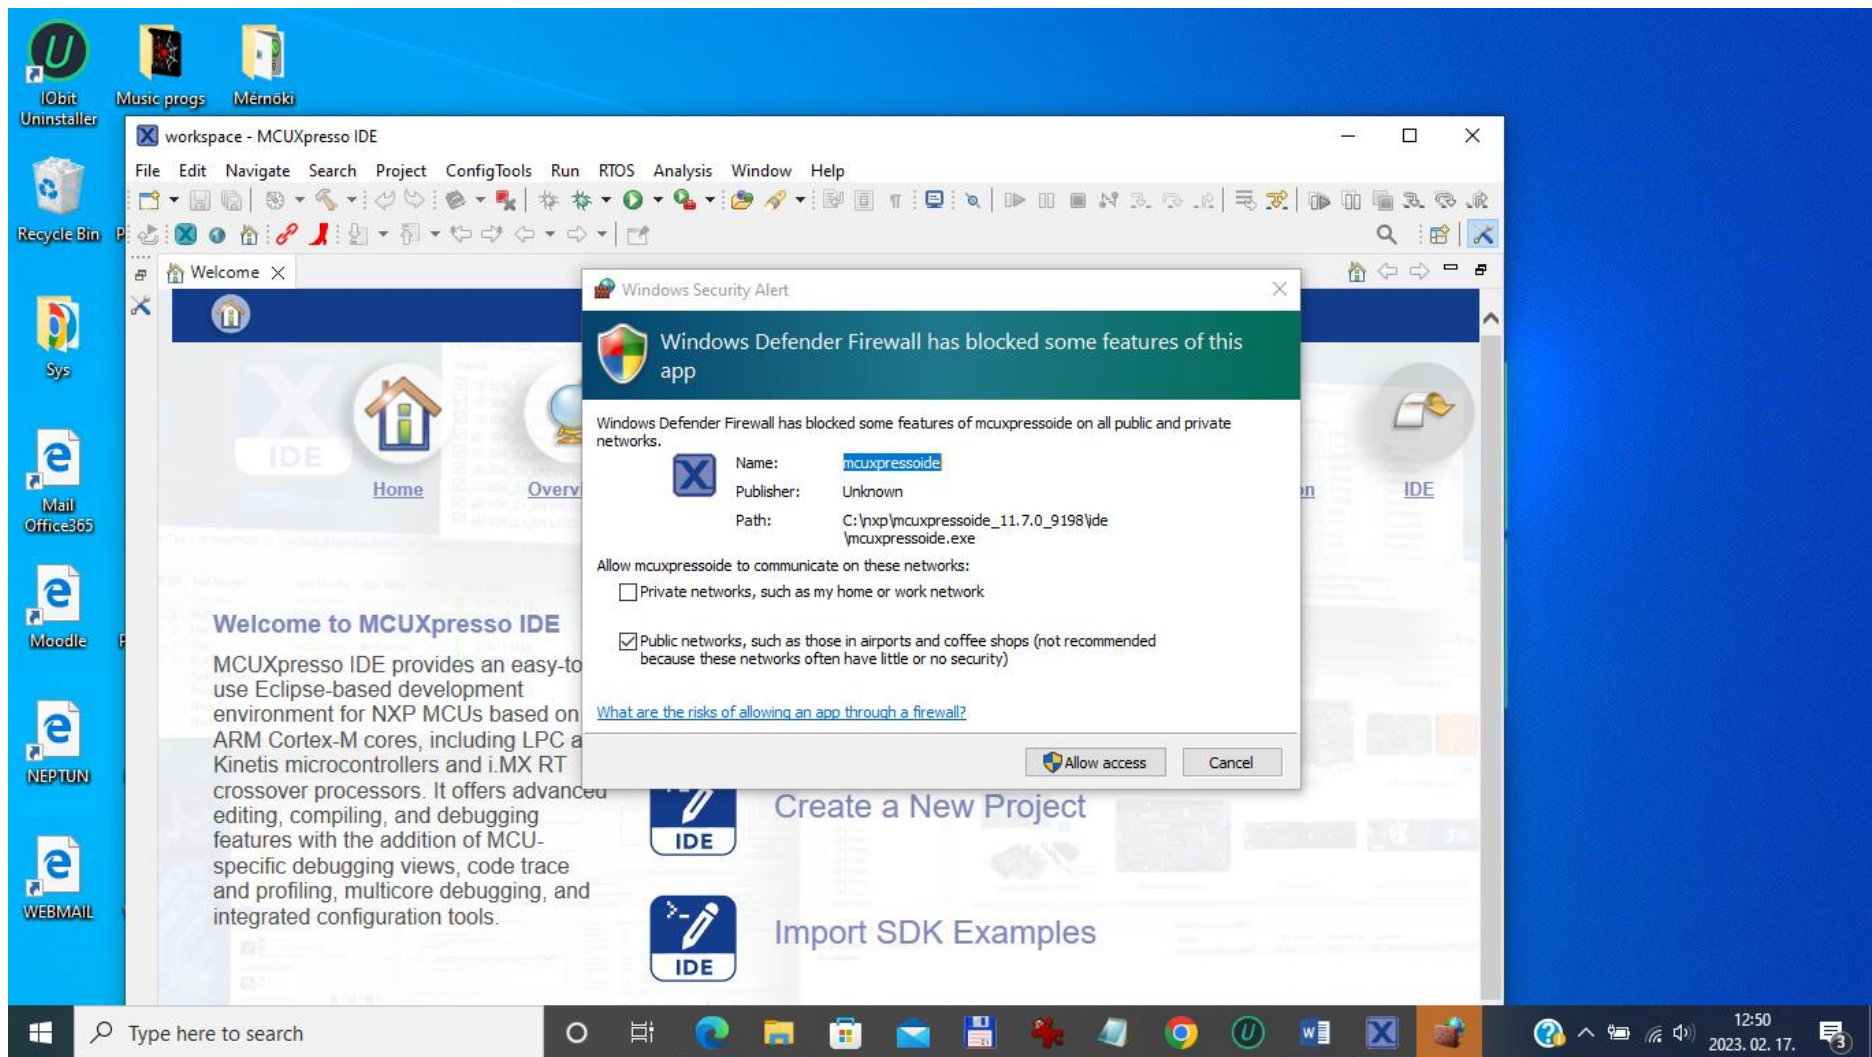 IObit
Uninstaller
Music progs
Mérnöki
Recycle Bin
Sys
Mail
Office365
Moodle
NEPTUN
WEBMAIL
workspace - MCUXpresso IDE
File Edit Navigate Search Project ConfigTools Run RTOS Analysis Window Help
Welcome
IDE
Home
IDE
Welcome to MCUXpresso IDE
MCUXpresso IDE provides an easy-to
use Eclipse-based development
environment for NXP MCUs based on
ARM Cortex-M cores, including LPC a
Kinetis microcontrollers and i.MX RT
crossover processors. It offers advanced
editing, compiling, and debugging
features with the addition of MCU-
specific debugging views, code trace
and profiling, multicore debugging, and
integrated configuration tools.
IDE
Create a New Project
IDE
Import SDK Examples
Windows Security Alert
Windows Defender Firewall has blocked some features of this
app
Windows Defender Firewall has blocked some features of mcuxpressoide on all public and private
networks.
Name: mcuxpressoide
Publisher: Unknown
Path: C:\nxp\mcuxpressoide_11.7.0_9198\ide
\mcuxpressoide.exe
Allow mcuxpressoide to communicate on these networks:
Private networks, such as my home or work network
Public networks, such as those in airports and coffee shops (not recommended
because these networks often have little or no security)
What are the risks of allowing an app through a firewall?
Allow access
Cancel
Type here to search
12:50
2023. 02. 17.
3